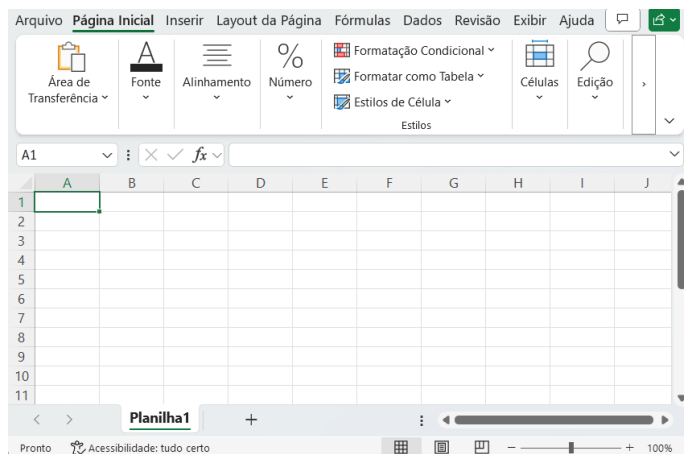 Arquivo Página Inicial Inserir Layout da Página Fórmulas Dados Revisão Exibir Ajuda
Área de Transferência
Fonte
Alinhamento
%
Número
Formatação Condicional
Formatar como Tabela
Estilos de Célula
Estilos
Células
Edição
A1
fx
A B C D E F G H I J
1
2
3
4
5
6
7
8
9
10
11
Planilha1
Pronto Acessibilidade: tudo certo 100%